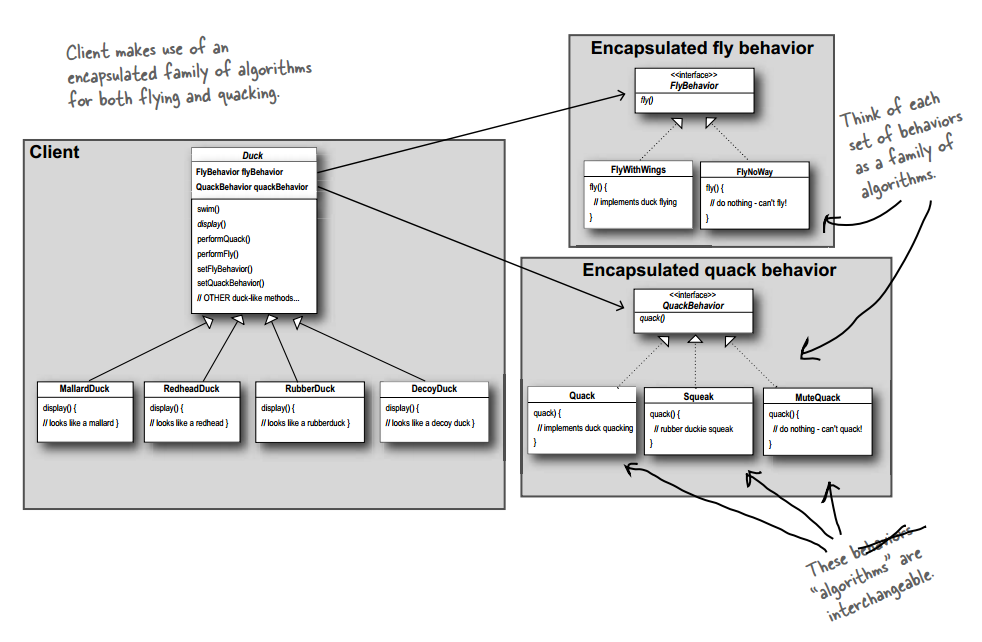 Client makes use of an
encapsulated family of algorithms
for both flying and quacking.
Encapsulated fly behavior
<<interface>>
FlyBehavior
fly()
FlyWithWings
fly() {
// implements duck flying
}
FlyNoWay
fly() {
// do nothing - can't fly!
}
Think of each
set of behaviors
as a family of
algorithms.
Client
Duck
FlyBehavior flyBehavior
QuackBehavior quackBehavior
swim()
display()
performQuack()
performFly()
setFlyBehavior()
setQuackBehavior()
// OTHER duck-like methods...
MallardDuck
display() {
// looks like a mallard }
RedheadDuck
display() {
// looks like a redhead }
RubberDuck
display() {
// looks like a rubberduck }
DecoyDuck
display() {
// looks like a decoy duck }
Encapsulated quack behavior
<<interface>>
QuackBehavior
quack()
Quack
quack) {
// implements duck quacking
}
Squeak
quack() {
// rubber duckie squeak
}
MuteQuack
quack() {
// do nothing - can't quack!
}
These behaviors
“algorithms” are
interchangeable.